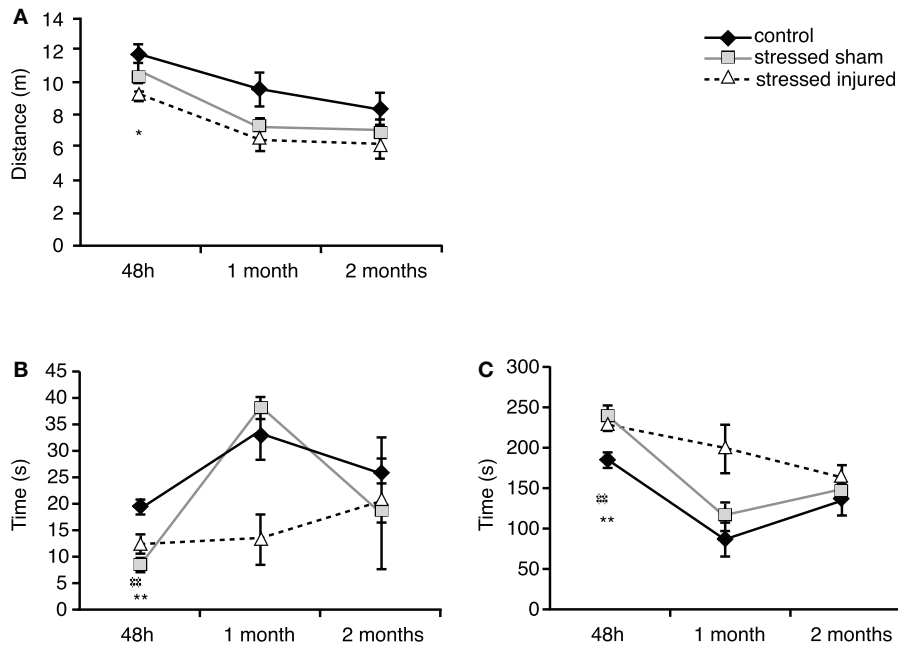 A
14
12
10
8
6
4
2
0
Distance (m)
*
48h 1 month 2 months
control
stressed sham
stressed injured
B
45
40
35
30
25
20
15
10
5
0
Time (s)
**
48h 1 month 2 months
C
300
250
200
150
100
50
0
Time (s)
**
48h 1 month 2 months